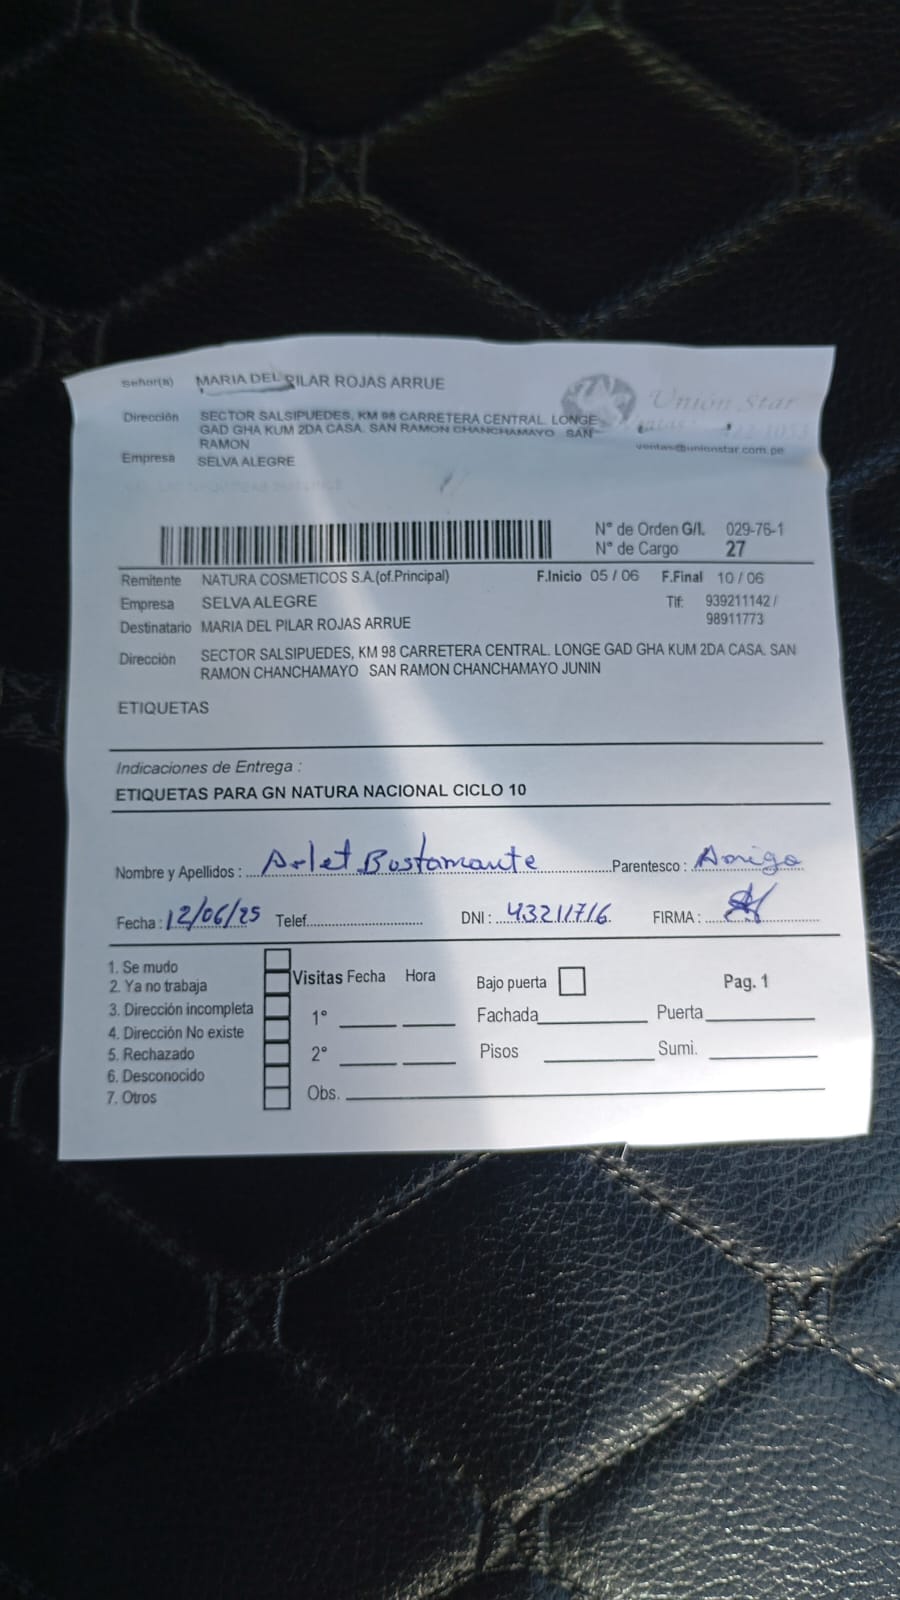 Señor(a) MARIA DEL PILAR ROJAS ARRUE
Unión Star
Dirección SECTOR SALSIPUEDES, KM 98 CARRETERA CENTRAL. LONGE
GAD GHA KUM 2DA CASA. SAN RAMON CHANCHAMAYO SAN
RAMON
ventas@unionstar.com.pe
Empresa SELVA ALEGRE
N° de Orden G/I. 029-76-1
N° de Cargo 27
Remitente NATURA COSMETICOS S.A.(of.Principal) F.Inicio 05 / 06 F.Final 10 / 06
Empresa SELVA ALEGRE Tlf: 939211142 /
98911773
Destinatario MARIA DEL PILAR ROJAS ARRUE
Dirección SECTOR SALSIPUEDES, KM 98 CARRETERA CENTRAL. LONGE GAD GHA KUM 2DA CASA. SAN
RAMON CHANCHAMAYO SAN RAMON CHANCHAMAYO JUNIN
ETIQUETAS
Indicaciones de Entrega :
ETIQUETAS PARA GN NATURA NACIONAL CICLO 10
Nombre y Apellidos : Arlet Bustamante Parentesco : Amiga
Fecha : 12/06/25 Telef. DNI : 43211716 FIRMA :
1. Se mudo
2. Ya no trabaja
3. Dirección incompleta
4. Dirección No existe
5. Rechazado
6. Desconocido
7. Otros
Visitas Fecha Hora Bajo puerta Pag. 1
1° Fachada Puerta
2° Pisos Sumi.
Obs.